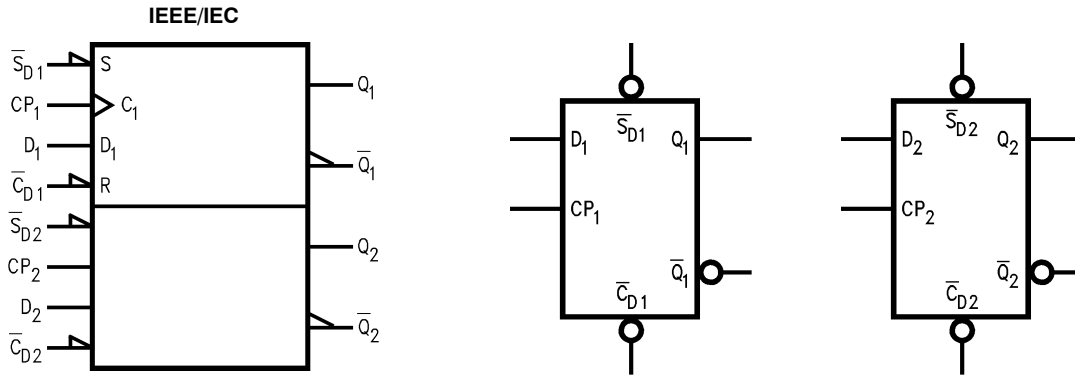 IEEE/IEC
S̅D1 S
CP1 C1
D1 D1
C̅D1 R
S̅D2
CP2
D2
C̅D2
Q1
Q̅1
Q2
Q̅2
S̅D1
D1 Q1
CP1
Q̅1
C̅D1
S̅D2
D2 Q2
CP2
Q̅2
C̅D2